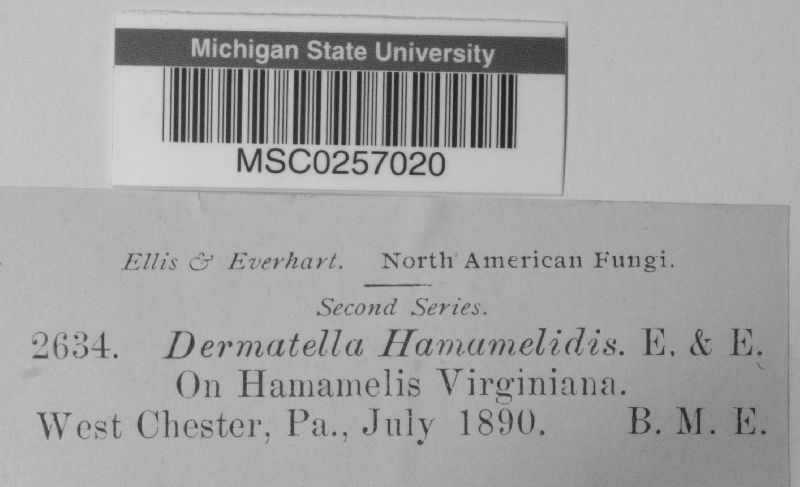 Michigan State University
MSC0257020
Ellis & Everhart. North American Fungi.
Second Series.
2634. Dermatella Hamamelidis. E. & E.
On Hamamelis Virginiana.
West Chester, Pa., July 1890. B. M. E.